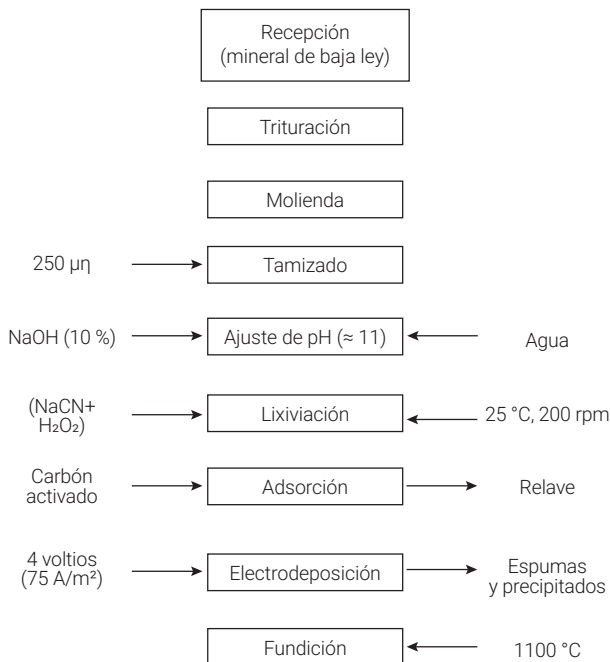 Recepción
(mineral de baja ley)
Trituración
Molienda
250 µη
Tamizado
NaOH (10 %)
Ajuste de pH (≈ 11)
Agua
(NaCN+
H₂O₂)
Lixiviación
25 °C, 200 rpm
Carbón
activado
Adsorción
Relave
4 voltios
(75 A/m²)
Electrodeposición
Espumas
y precipitados
Fundición
1100 °C